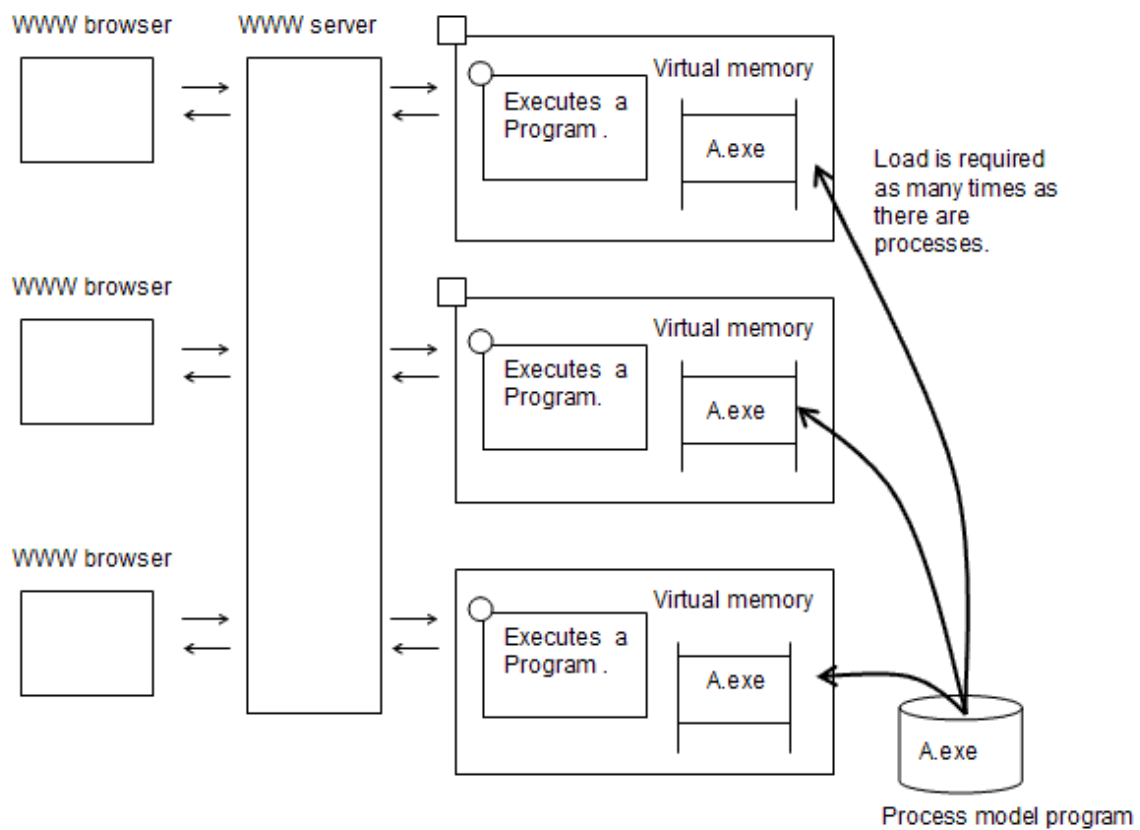 WWW browser
WWW server
Virtual memory
Executes a
Program .
A.exe
Load is required
as many times as
there are
processes.
WWW browser
Virtual memory
Executes a
Program.
A.exe
WWW browser
Virtual memory
Executes a
Program .
A.exe
A.exe
Process model program